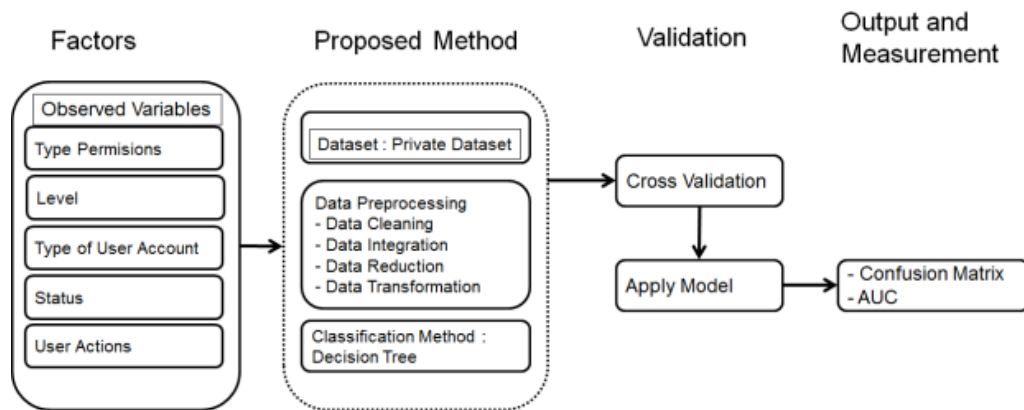 Factors
Observed Variables
Type Permisions
Level
Type of User Account
Status
User Actions
Proposed Method
Dataset : Private Dataset
Data Preprocessing
- Data Cleaning
- Data Integration
- Data Reduction
- Data Transformation
Classification Method :
Decision Tree
Validation
Cross Validation
Apply Model
Output and
Measurement
- Confusion Matrix
- AUC